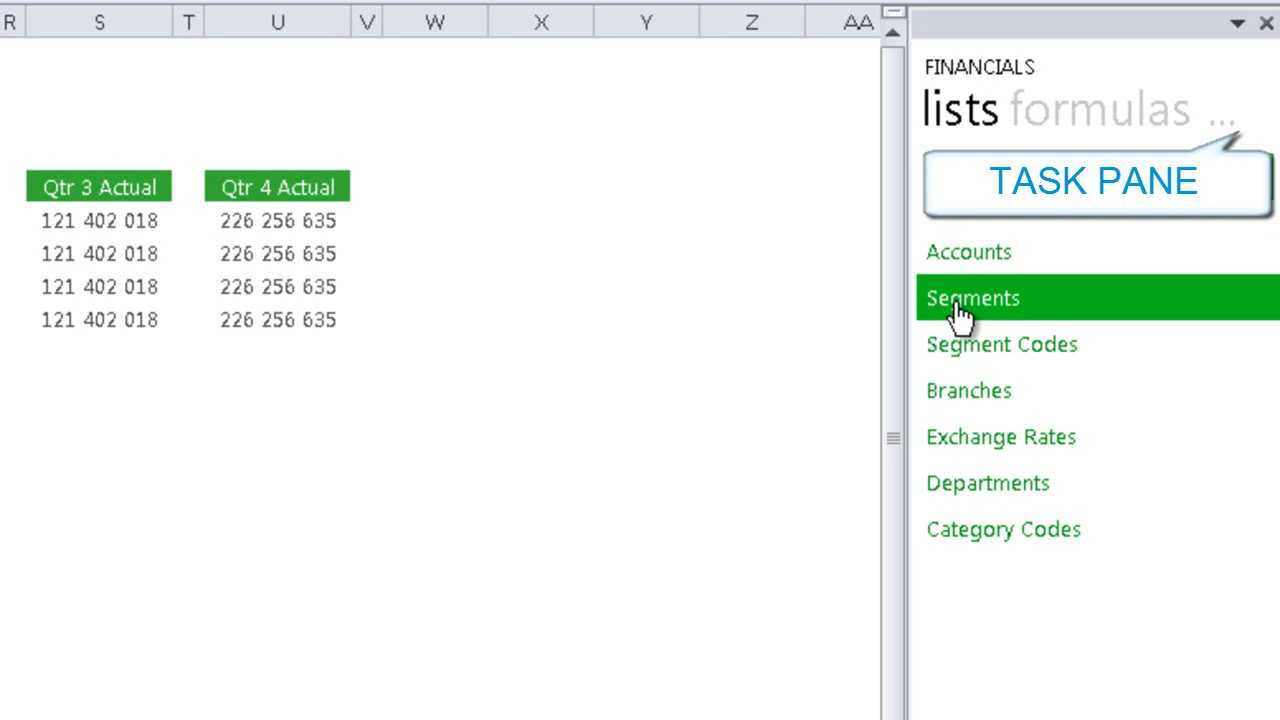 R S T U V W X Y Z AA
FINANCIALS
lists formulas ...
TASK PANE
Qtr 3 Actual Qtr 4 Actual
121 402 018 226 256 635
121 402 018 226 256 635
121 402 018 226 256 635
121 402 018 226 256 635
Accounts
Segments
Segment Codes
Branches
Exchange Rates
Departments
Category Codes